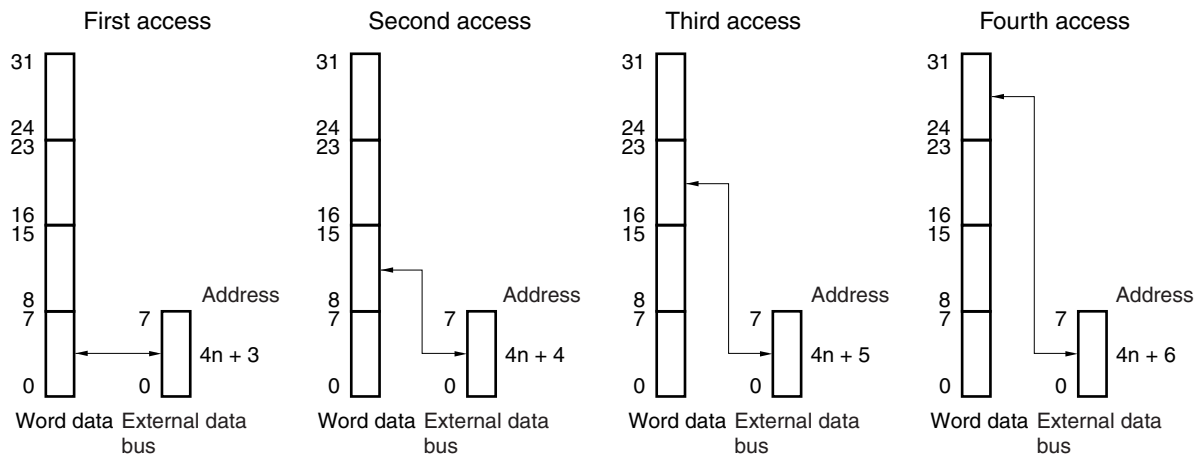 First access
31
24
23
16
15
8
7
0
7
0
Address
4n + 3
Word data External data
bus
Second access
31
24
23
16
15
8
7
0
7
0
Address
4n + 4
Word data External data
bus
Third access
31
24
23
16
15
8
7
0
7
0
Address
4n + 5
Word data External data
bus
Fourth access
31
24
23
16
15
8
7
0
7
0
Address
4n + 6
Word data External data
bus